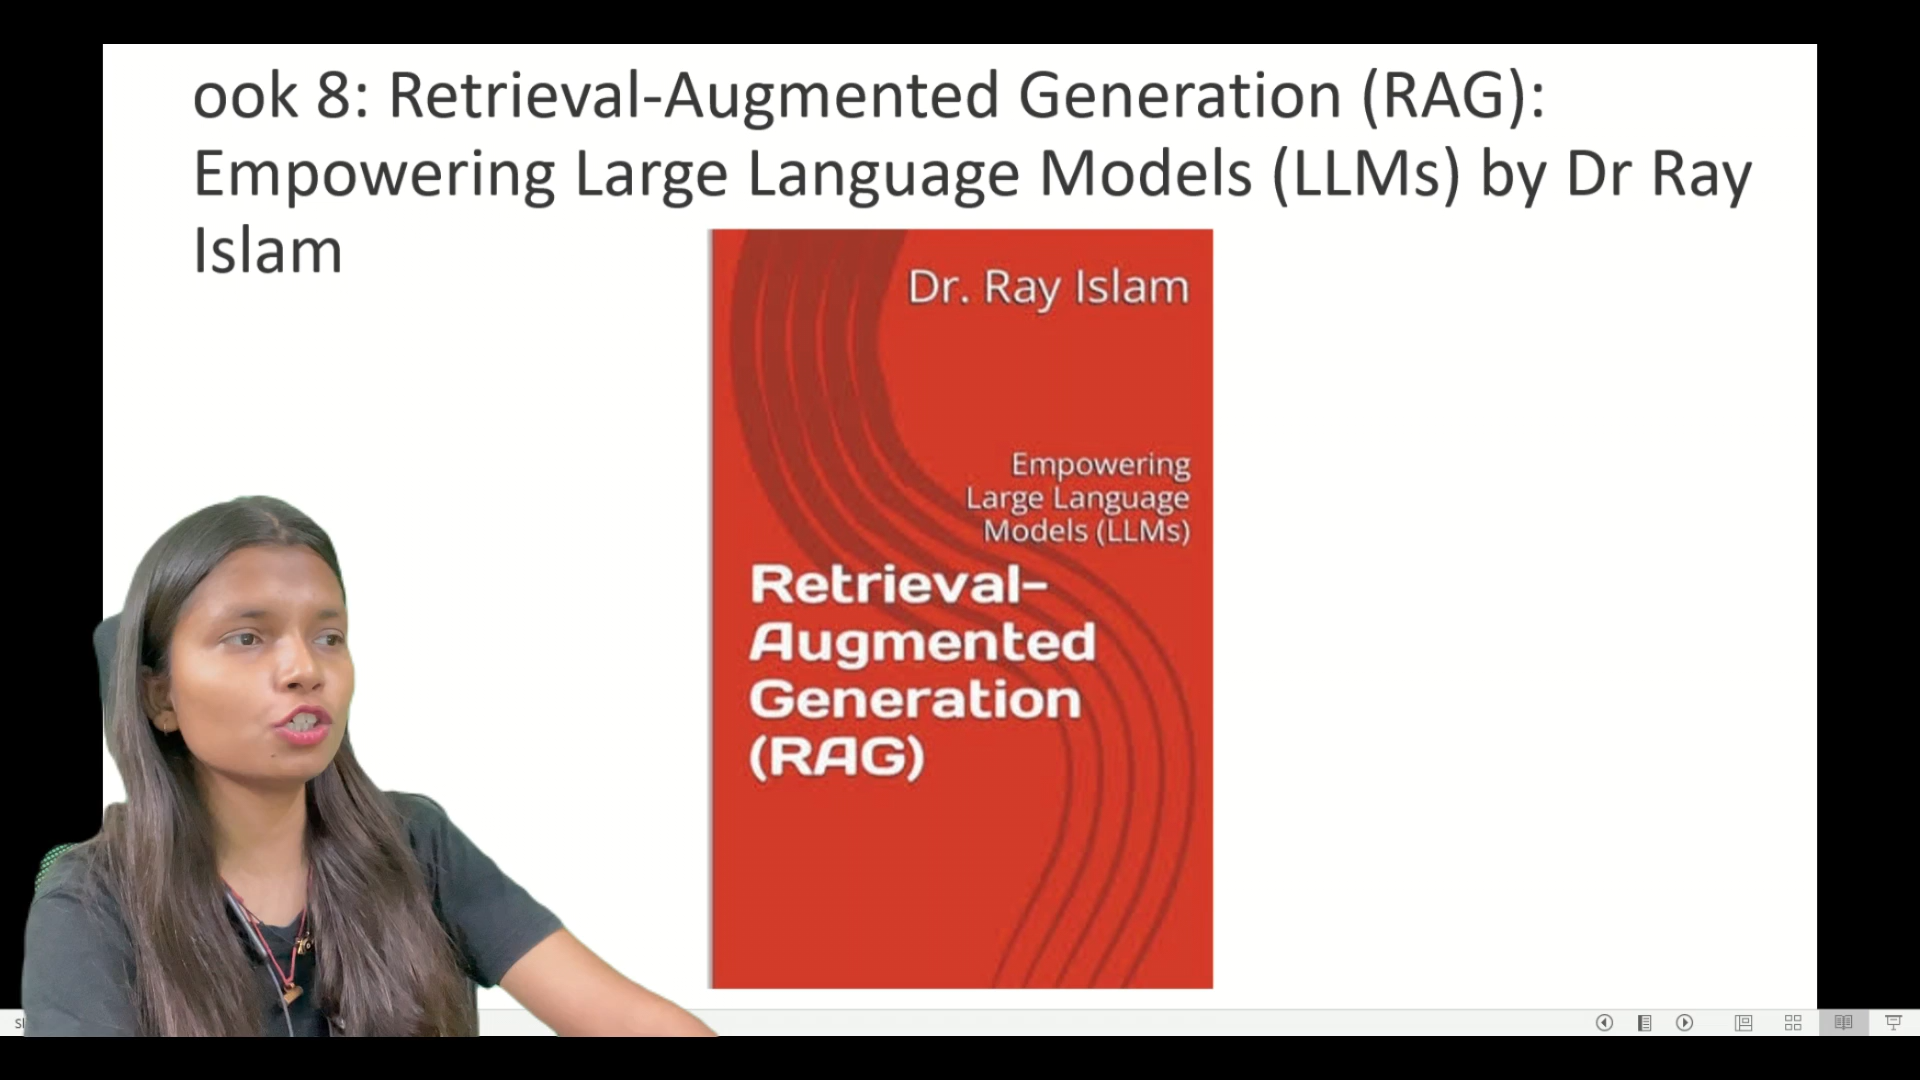 ook 8: Retrieval-Augmented Generation (RAG):
Empowering Large Language Models (LLMs) by Dr Ray
Islam
Dr. Ray Islam
Empowering
Large Language
Models (LLMs)
Retrieval-
Augmented
Generation
(RAG)